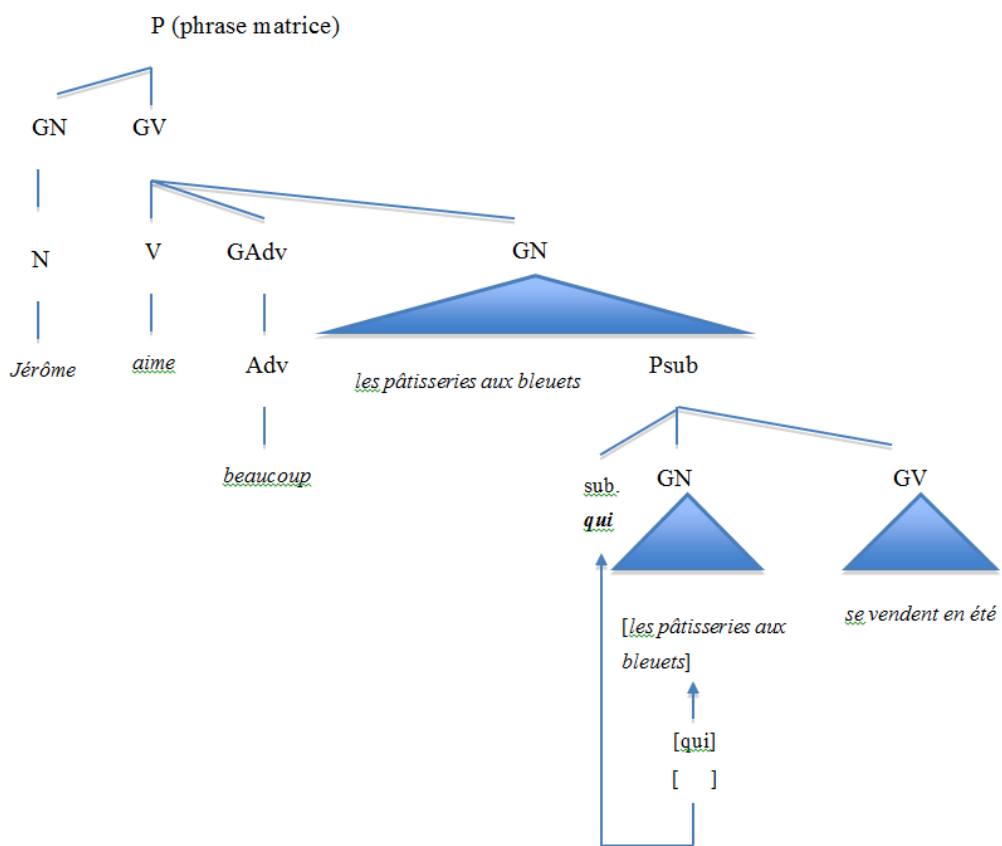 P (phrase matrice)
GN GV
N V GAdv GN
Jérôme aime Adv les pâtisseries aux bleuets Psub
beaucoup sub. GN GV
qui
[les pâtisseries aux se vendent en été
bleuets]
[qui]
[ ]